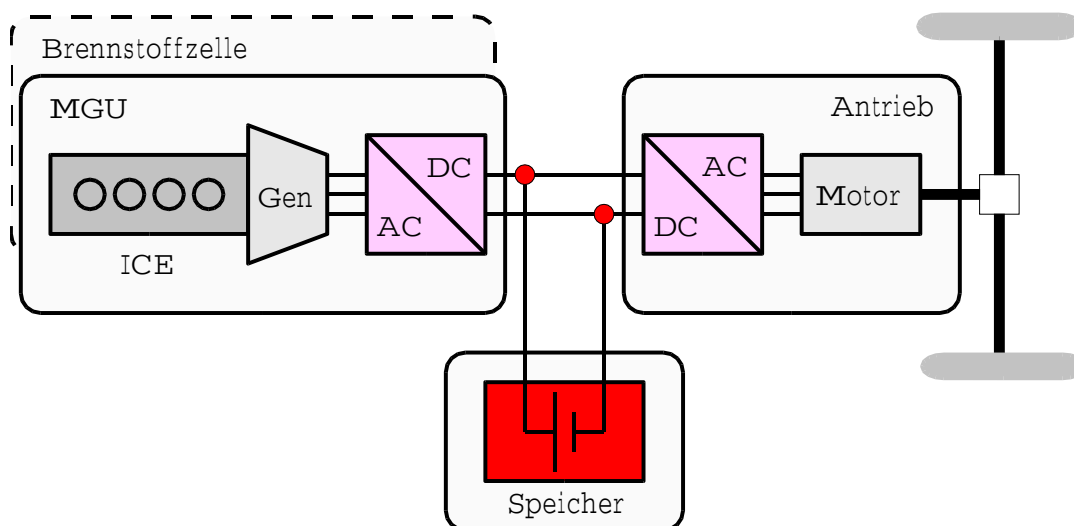 Brennstoffzelle
MGU
Antrieb
DC
AC
Gen
Motor
AC
DC
ICE
Speicher